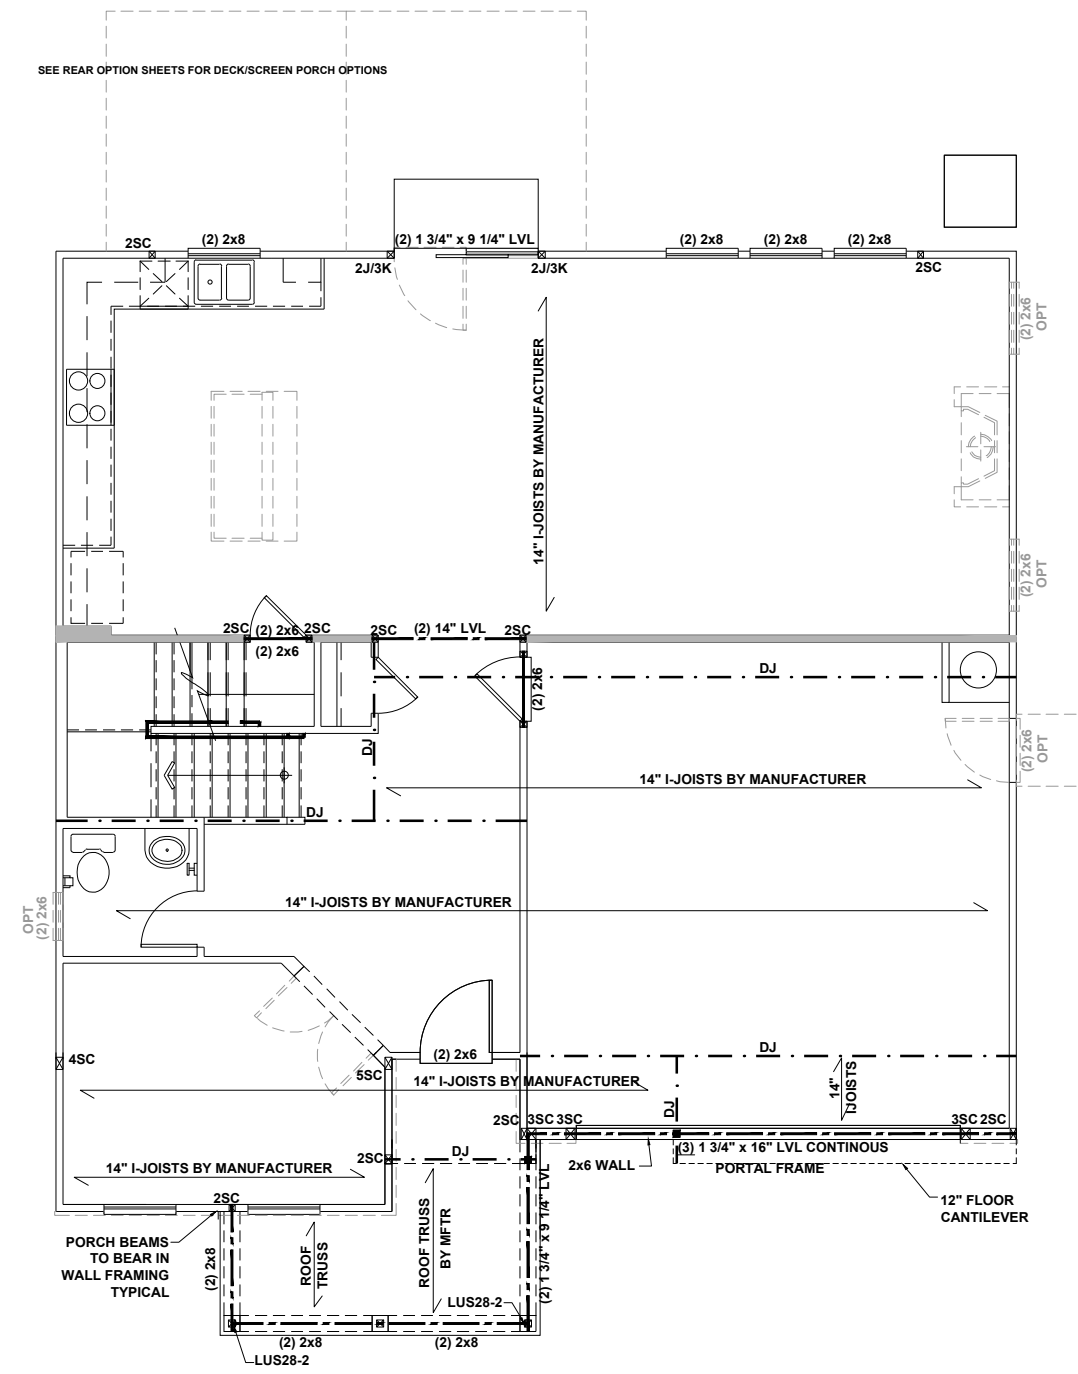 SEE REAR OPTION SHEETS FOR DECK/SCREEN PORCH OPTIONS
2SC
(2) 2x8
(2) 1 3/4" x 9 1/4" LVL
(2) 2x8
(2) 2x8
(2) 2x8
2J/3K
2J/3K
2SC
(2) 2x6
OPT
14" I-JOISTS BY MANUFACTURER
(2) 2x6
OPT
2SC
(2) 2x6
2SC
(2) 2x6
2SC
(2) 14" LVL
2SC
(2) 2x6
DJ
DJ
(2) 2x6
OPT
14" I-JOISTS BY MANUFACTURER
DJ
OPT
(2) 2x6
14" I-JOISTS BY MANUFACTURER
4SC
(2) 2x6
DJ
5SC
14" I-JOISTS BY MANUFACTURER
14"
IJOISTS
DJ
2SC
3SC
3SC
3SC
2SC
(3) 1 3/4" x 16" LVL CONTINOUS
PORTAL FRAME
2x6 WALL
DJ
2SC
14" I-JOISTS BY MANUFACTURER
2SC
12" FLOOR
CANTILEVER
(2) 1 3/4" x 9 1/4" LVL
PORCH BEAMS
TO BEAR IN
WALL FRAMING
TYPICAL
(2) 2x8
ROOF
TRUSS
ROOF TRUSS
BY MFTR
LUS28-2
(2) 2x8
(2) 2x8
LUS28-2